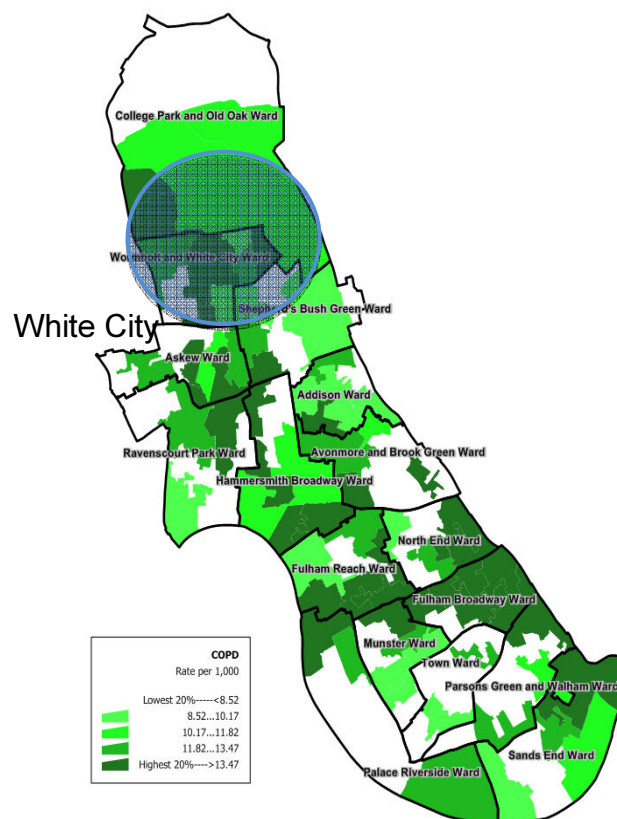 College Park and Old Oak Ward
Wormholt and White City Ward
Shepherd's Bush Green Ward
White City
Askew Ward
Addison Ward
Ravenscourt Park Ward
Avonmore and Brook Green Ward
Hammersmith Broadway Ward
North End Ward
Fulham Reach Ward
Fulham Broadway Ward
Munster Ward
Town Ward
Parsons Green and Walham Ward
Sands End Ward
Palace Riverside Ward
COPD
Rate per 1,000
Lowest 20%-----<8.52
8.52...10.17
10.17...11.82
11.82...13.47
Highest 20%---->13.47